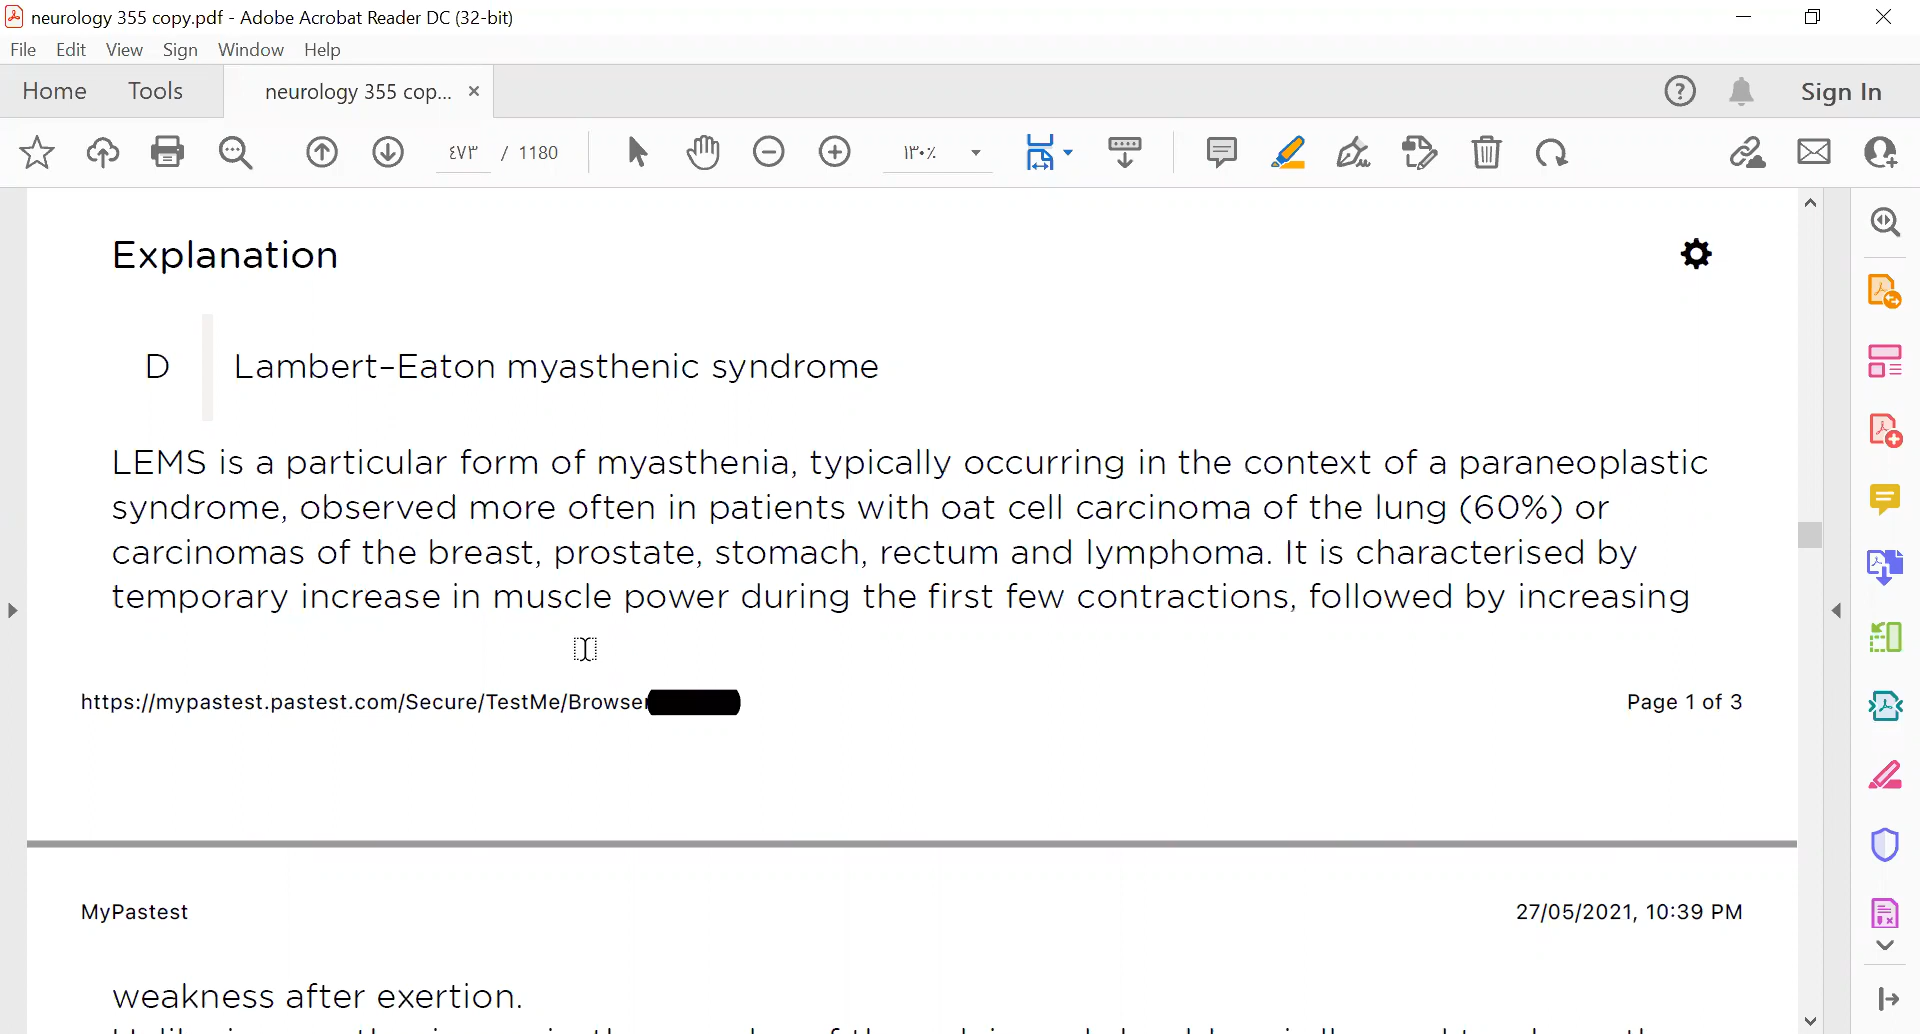 neurology 355 copy.pdf - Adobe Acrobat Reader DC (32-bit)
File Edit View Sign Window Help
Home Tools neurology 355 cop... × Sign In
٤٧٣ / 1180 ١٣٠٪
Explanation
D Lambert–Eaton myasthenic syndrome
LEMS is a particular form of myasthenia, typically occurring in the context of a paraneoplastic
syndrome, observed more often in patients with oat cell carcinoma of the lung (60%) or
carcinomas of the breast, prostate, stomach, rectum and lymphoma. It is characterised by
temporary increase in muscle power during the first few contractions, followed by increasing
https://mypastest.pastest.com/Secure/TestMe/Browser
Page 1 of 3
MyPastest
27/05/2021, 10:39 PM
weakness after exertion.